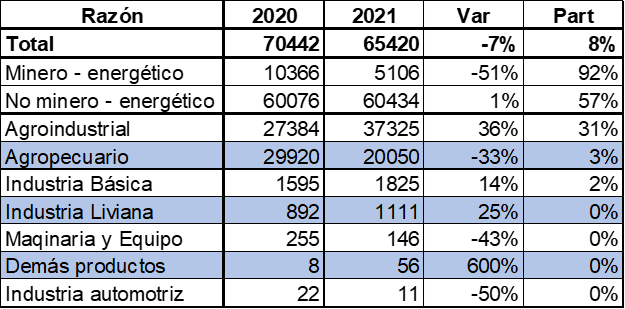 Razón 2020 2021 Var Part
Total 70442 65420 -7% 8%
Minero - energético 10366 5106 -51% 92%
No minero - energético 60076 60434 1% 57%
Agroindustrial 27384 37325 36% 31%
Agropecuario 29920 20050 -33% 3%
Industria Básica 1595 1825 14% 2%
Industria Liviana 892 1111 25% 0%
Maqinaria y Equipo 255 146 -43% 0%
Demás productos 8 56 600% 0%
Industria automotriz 22 11 -50% 0%